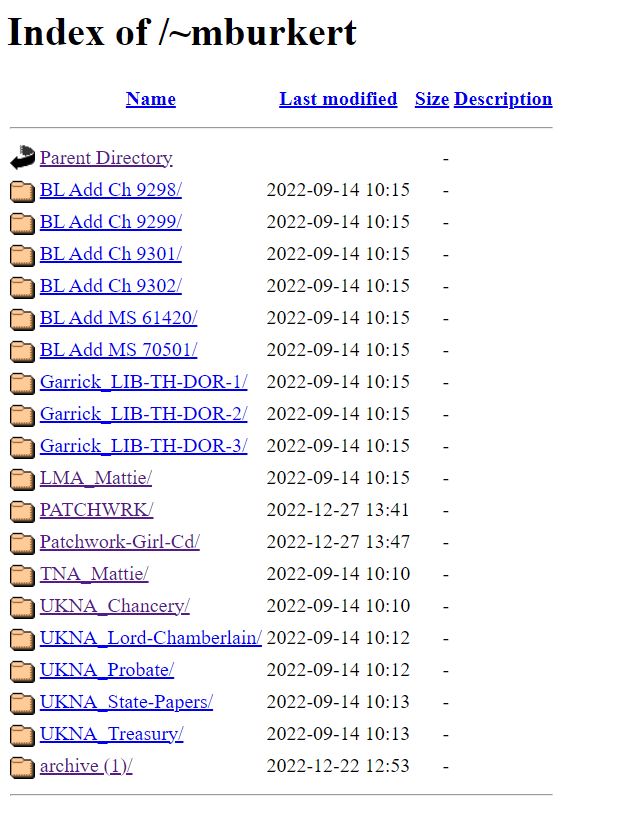 Index of /~mburkert
Name Last modified Size Description
Parent Directory -
BL Add Ch 9298/ 2022-09-14 10:15 -
BL Add Ch 9299/ 2022-09-14 10:15 -
BL Add Ch 9301/ 2022-09-14 10:15 -
BL Add Ch 9302/ 2022-09-14 10:15 -
BL Add MS 61420/ 2022-09-14 10:15 -
BL Add MS 70501/ 2022-09-14 10:15 -
Garrick_LIB-TH-DOR-1/ 2022-09-14 10:15 -
Garrick_LIB-TH-DOR-2/ 2022-09-14 10:15 -
Garrick_LIB-TH-DOR-3/ 2022-09-14 10:15 -
LMA_Mattie/ 2022-09-14 10:15 -
PATCHWRK/ 2022-12-27 13:41 -
Patchwork-Girl-Cd/ 2022-12-27 13:47 -
TNA_Mattie/ 2022-09-14 10:10 -
UKNA_Chancery/ 2022-09-14 10:10 -
UKNA_Lord-Chamberlain/ 2022-09-14 10:12 -
UKNA_Probate/ 2022-09-14 10:12 -
UKNA_State-Papers/ 2022-09-14 10:13 -
UKNA_Treasury/ 2022-09-14 10:13 -
archive (1)/ 2022-12-22 12:53 -